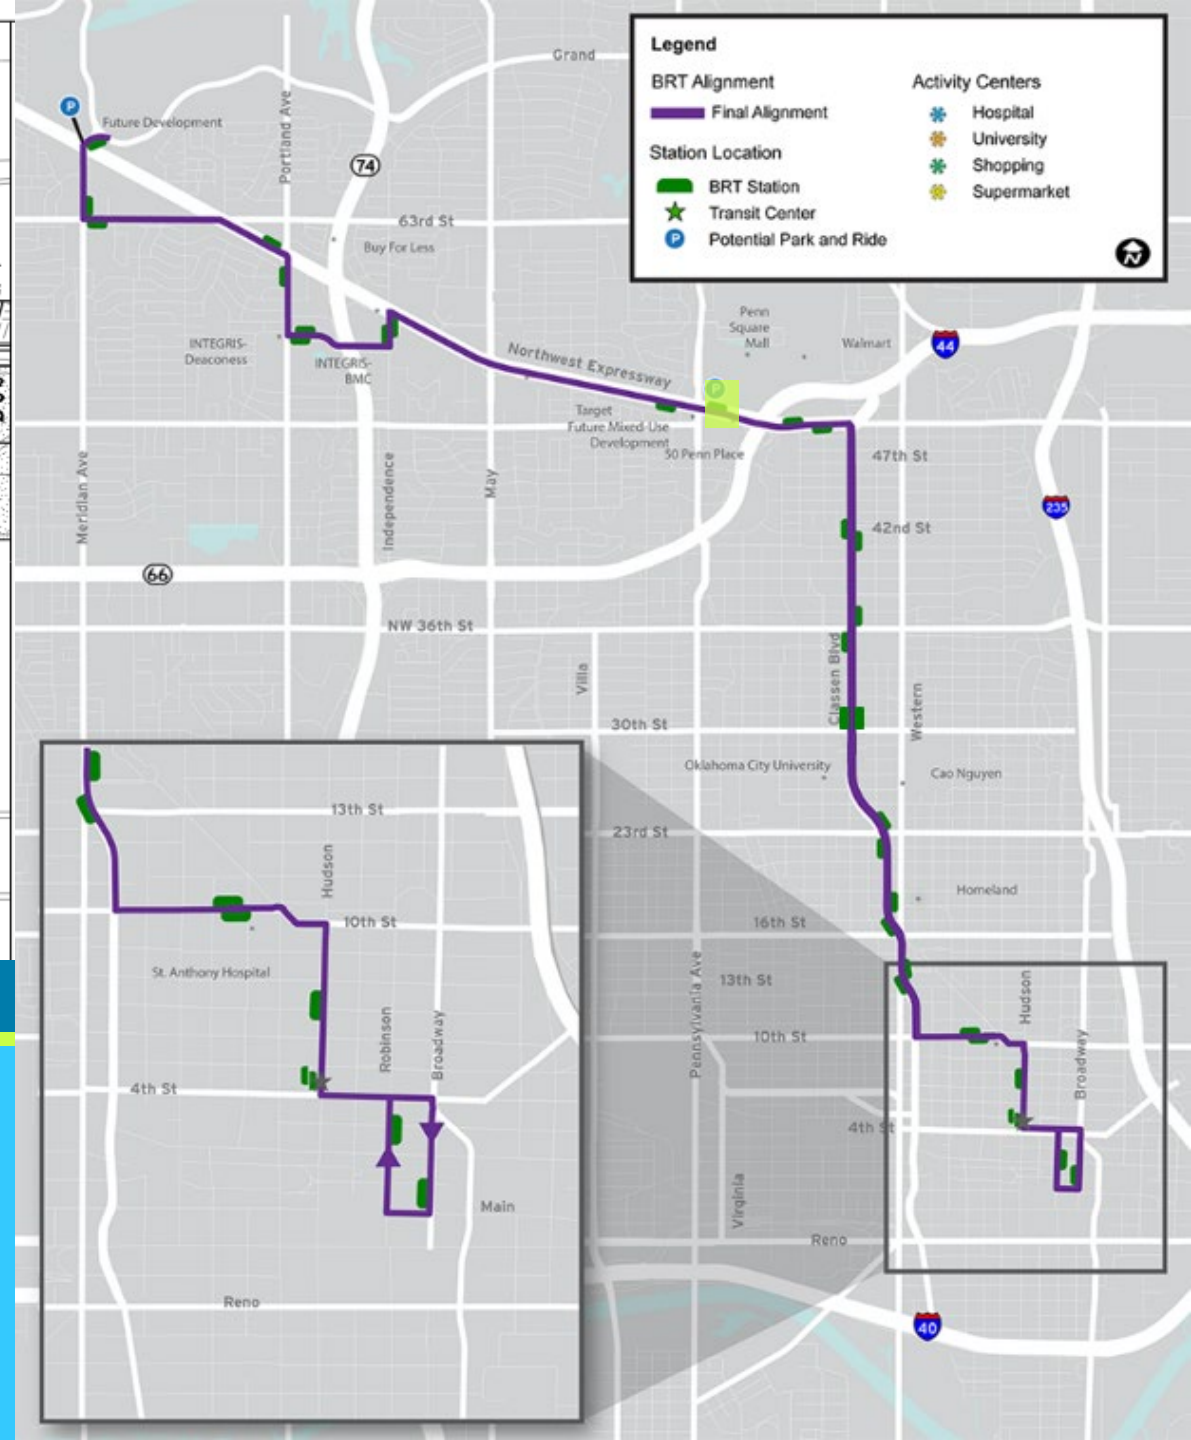 Legend
BRT Alignment
Final Alignment
Station Location
BRT Station
Transit Center
P
Potential Park and Ride
Activity Centers
Hospital
University
Shopping
Supermarket
N
Grand
P
Future Development
Portland Ave
74
63rd St
Buy For Less
INTEGRIS-
Deaconess
INTEGRIS-
BMC
Northwest Expressway
Penn
Square
Mall
Walmart
44
P
Target
Future Mixed-Use
Development
50 Penn Place
47th St
Meridian Ave
Independence
May
42nd St
235
66
NW 36th St
Villa
Classen Blvd
Western
30th St
Oklahoma City University
Cao Nguyen
23rd St
Homeland
16th St
13th St
Pennsylvania Ave
Hudson
10th St
Broadway
4th St
Virginia
Reno
40
13th St
Hudson
10th St
St. Anthony Hospital
Robinson
Broadway
4th St
Main
Reno